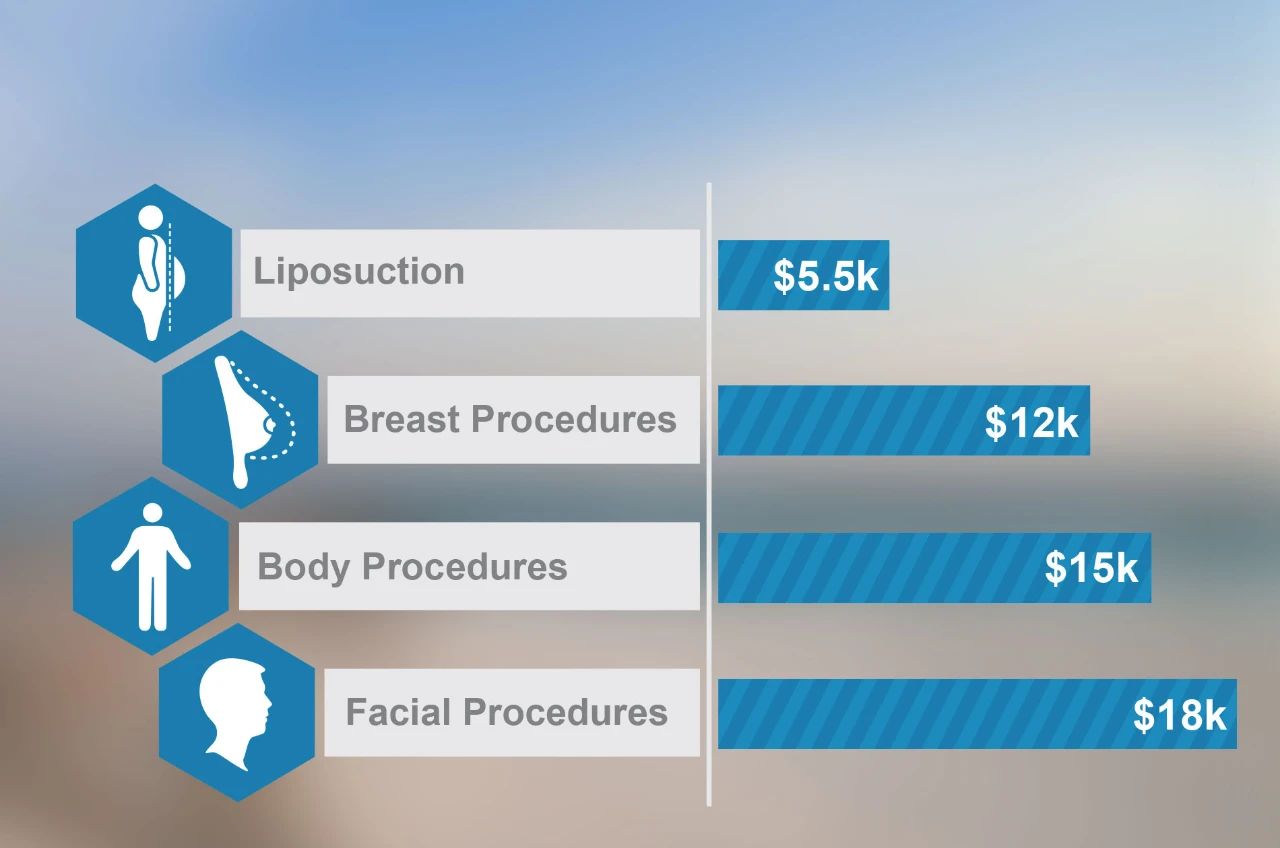 Liposuction
$5.5k
Breast Procedures
$12k
Body Procedures
$15k
Facial Procedures
$18k